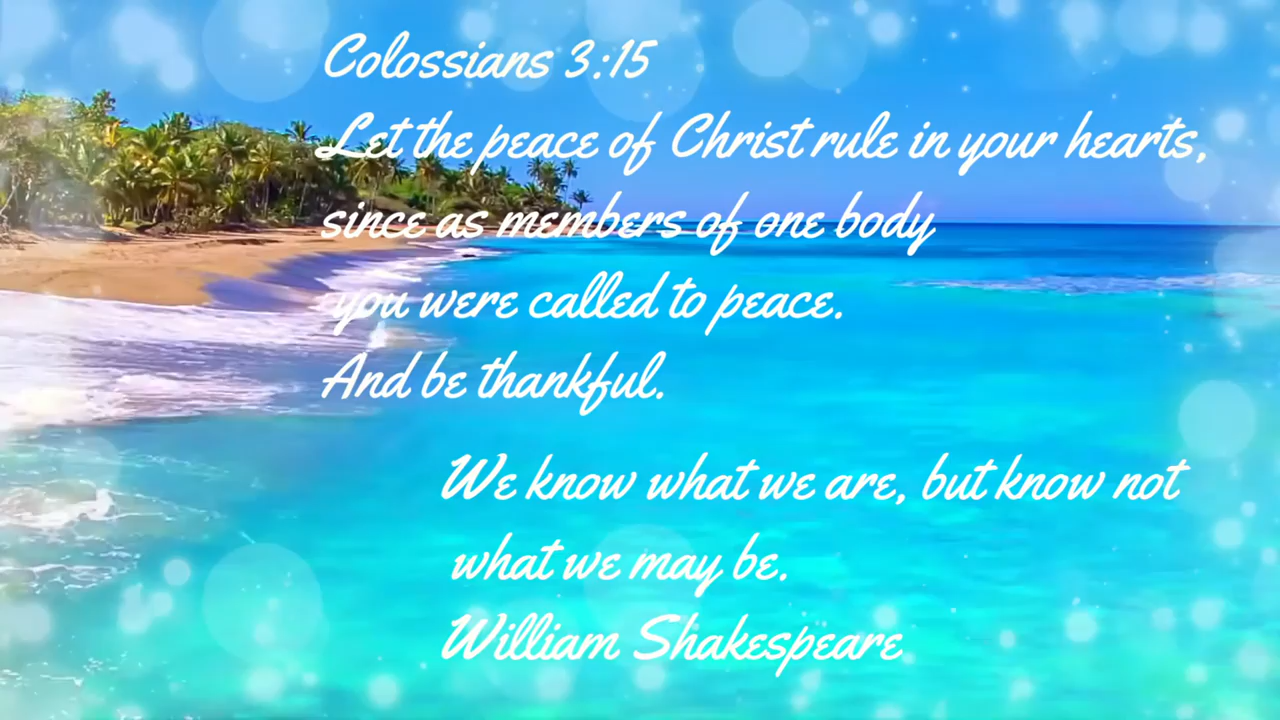 Colossians 3:15
Let the peace of Christ rule in your hearts,
since as members of one body
you were called to peace.
And be thankful.
We know what we are, but know not
what we may be.
William Shakespeare